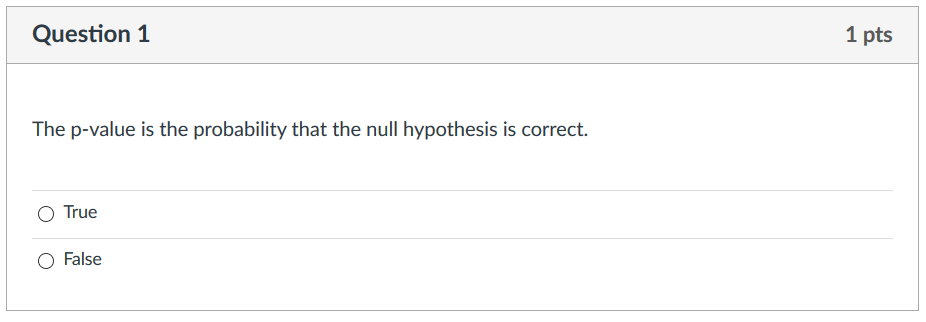 Question 1
1 pts
The p-value is the probability that the null hypothesis is correct.
True
False